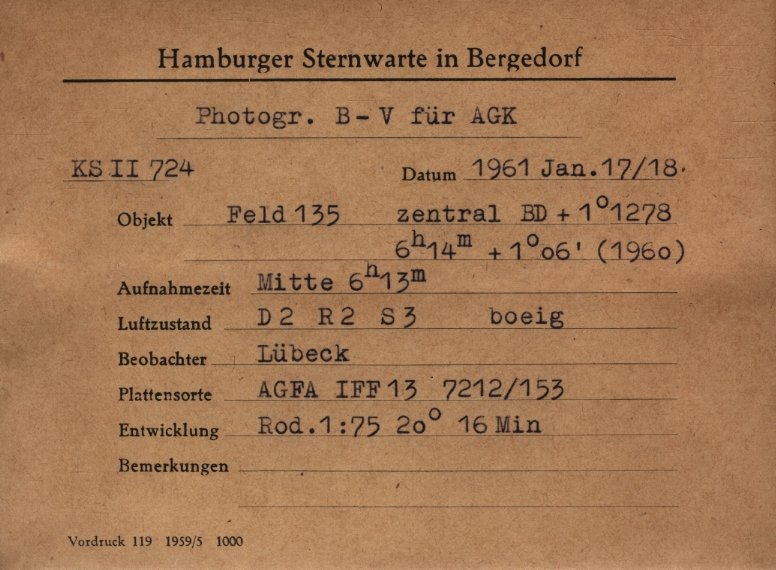 Hamburger Sternwarte in Bergedorf
Photogr. B-V für AGK
KS II 724 Datum 1961 Jan.17/18.
Objekt Feld 135 zentral BD + 1°1278
6h14m + 1°06' (1960)
Aufnahmezeit Mitte 6h13m
Luftzustand D2 R2 S3 boeig
Beobachter Lübeck
Plattensorte AGFA IFF13 7212/153
Entwicklung Rod.1:75 20° 16 Min
Bemerkungen
Vordruck 119 1959/5 1000